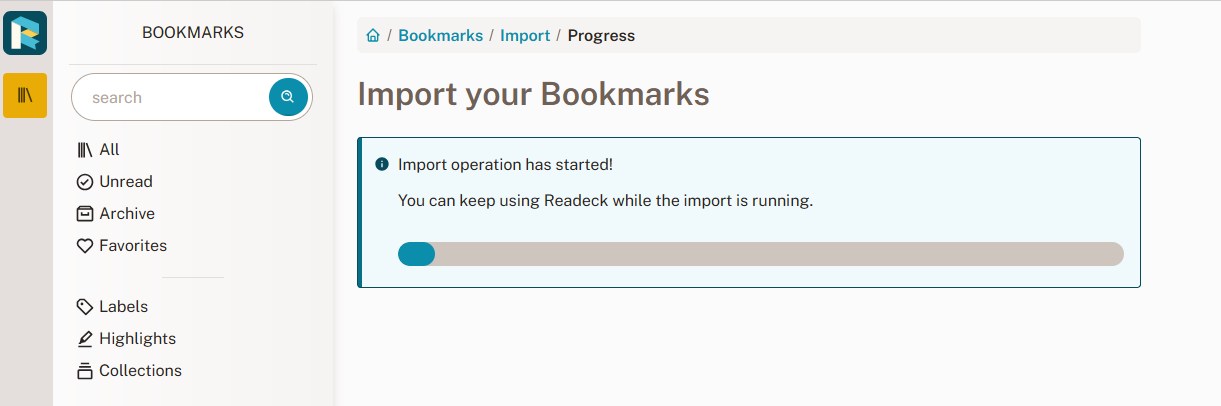 BOOKMARKS
search
All
Unread
Archive
Favorites
Labels
Highlights
Collections
/ Bookmarks / Import / Progress
Import your Bookmarks
Import operation has started!
You can keep using Readeck while the import is running.